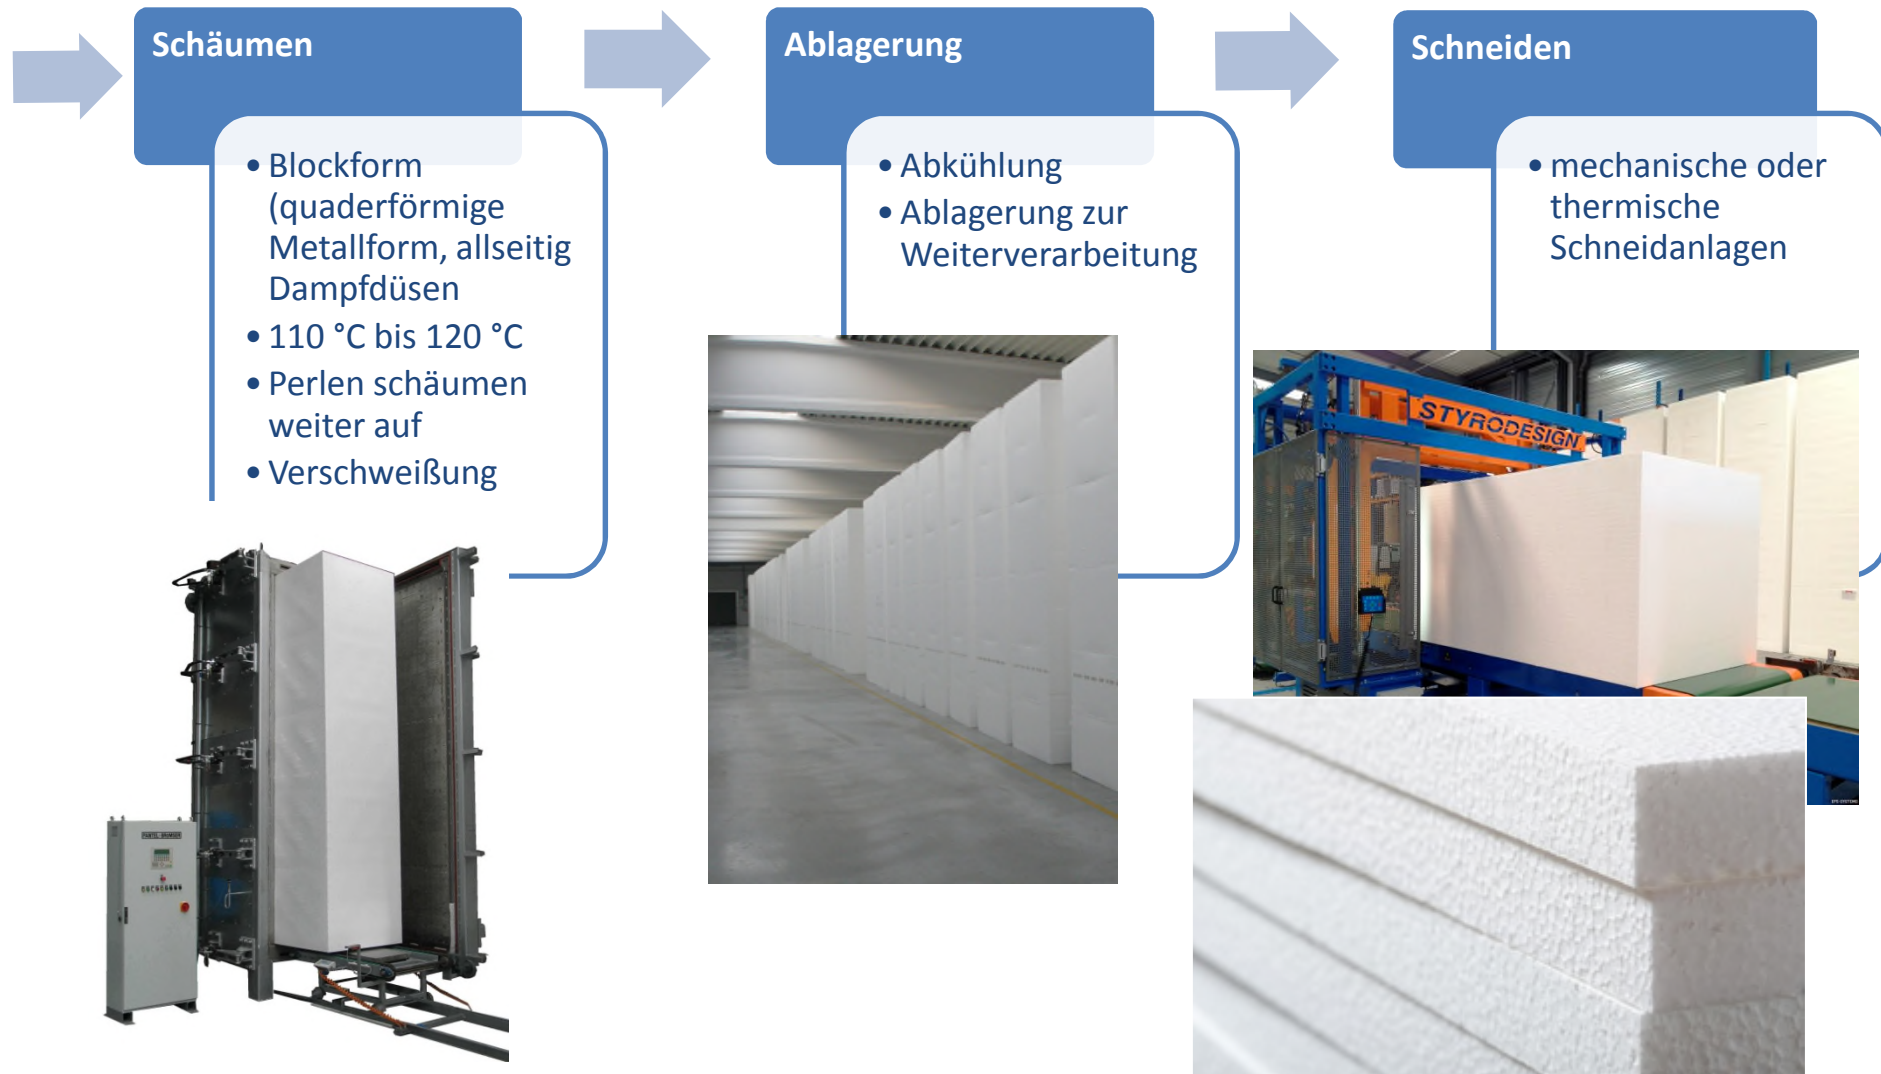 Schäumen
• Blockform
(quaderförmige
Metallform, allseitig
Dampfdüsen
• 110 °C bis 120 °C
• Perlen schäumen
weiter auf
• Verschweißung
Ablagerung
• Abkühlung
• Ablagerung zur
Weiterverarbeitung
Schneiden
• mechanische oder
thermische
Schneidanlagen
STYRODESIGN